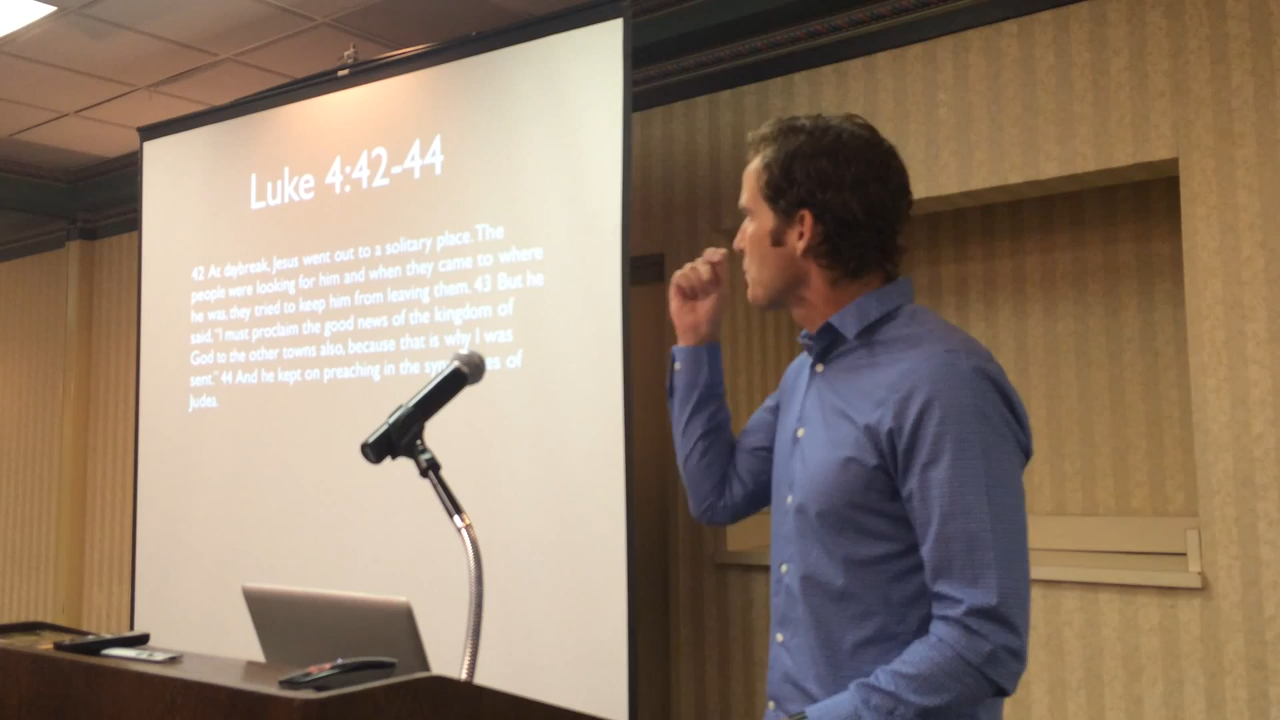 Luke 4:42-44
42 At daybreak, Jesus went out to a solitary place. The
people were looking for him and when they came to where
he was, they tried to keep him from leaving them. 43 But he
said, "I must proclaim the good news of the kingdom of
God to the other towns also, because that is why I was
sent." 44 And he kept on preaching in the of
Judea.